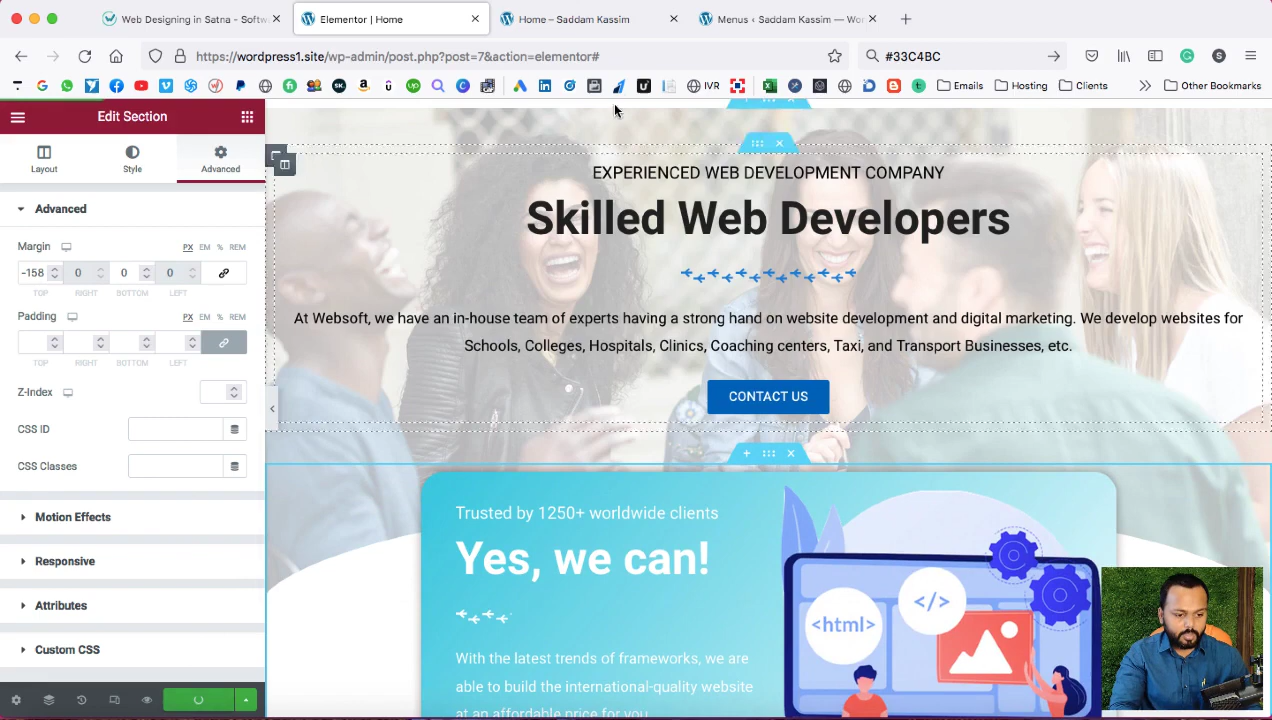 Web Designing in Satna - Softw
Elementor | Home
Home – Saddam Kassim
Menus ‹ Saddam Kassim — Wor
https://wordpress1.site/wp-admin/post.php?post=7&action=elementor#
#33C4BC
IVR
Emails
Hosting
Clients
Other Bookmarks
Edit Section
Layout
Style
Advanced
Advanced
Margin
PX EM % REM
-158 0 0 0
TOP RIGHT BOTTOM LEFT
Padding
PX EM % REM
TOP RIGHT BOTTOM LEFT
Z-Index
CSS ID
CSS Classes
Motion Effects
Responsive
Attributes
Custom CSS
EXPERIENCED WEB DEVELOPMENT COMPANY
Skilled Web Developers
At Websoft, we have an in-house team of experts having a strong hand on website development and digital marketing. We develop websites for
Schools, Colleges, Hospitals, Clinics, Coaching centers, Taxi, and Transport Businesses, etc.
CONTACT US
Trusted by 1250+ worldwide clients
Yes, we can!
With the latest trends of frameworks, we are
able to build the international-quality website
at an affordable price for you
<html>
</>